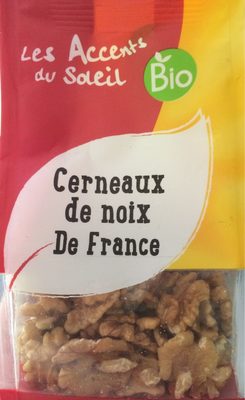 Les Accents
du Soleil
Bio
Cerneaux
de noix
De France